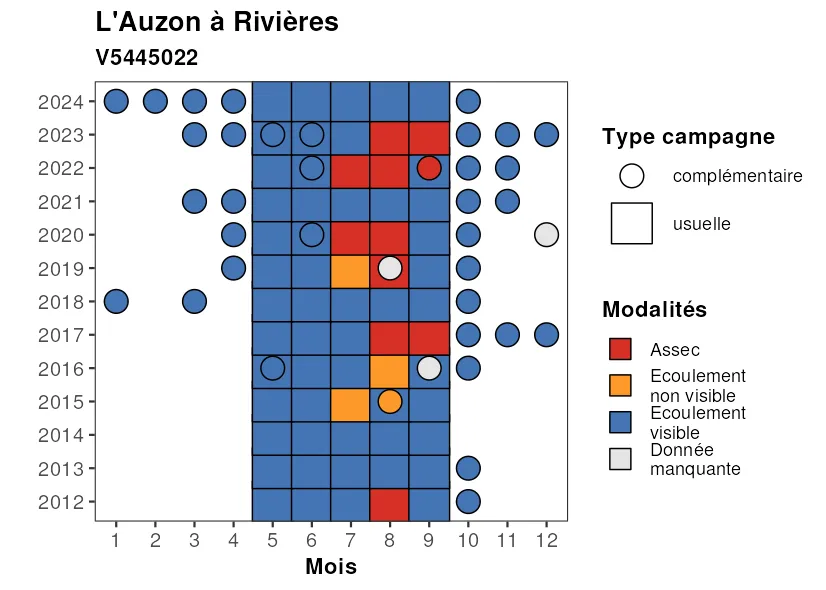 L'Auzon à Rivières
V5445022
2024
2023
2022
2021
2020
2019
2018
2017
2016
2015
2014
2013
2012
1 2 3 4 5 6 7 8 9 10 11 12
Mois
Type campagne
complémentaire
usuelle
Modalités
Assec
Ecoulement
non visible
Ecoulement
visible
Donnée
manquante